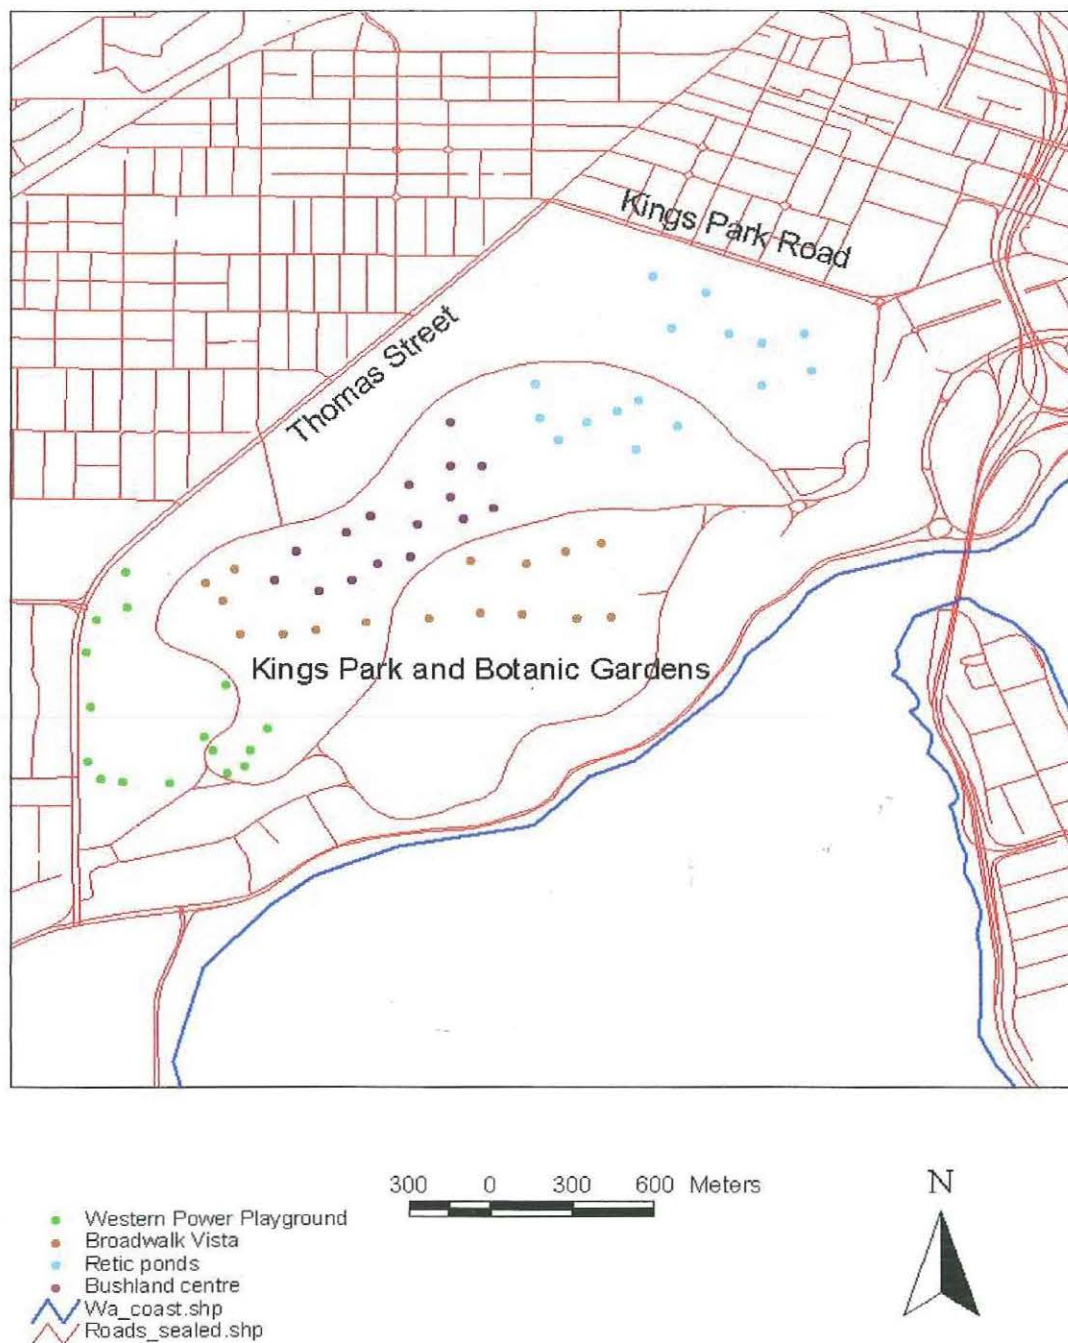 Kings Park Road
Thomas Street
Kings Park and Botanic Gardens
300 0 300 600 Meters
N
Western Power Playground
Broadwalk Vista
Retic ponds
Bushland centre
Wa_coast.shp
Roads_sealed.shp